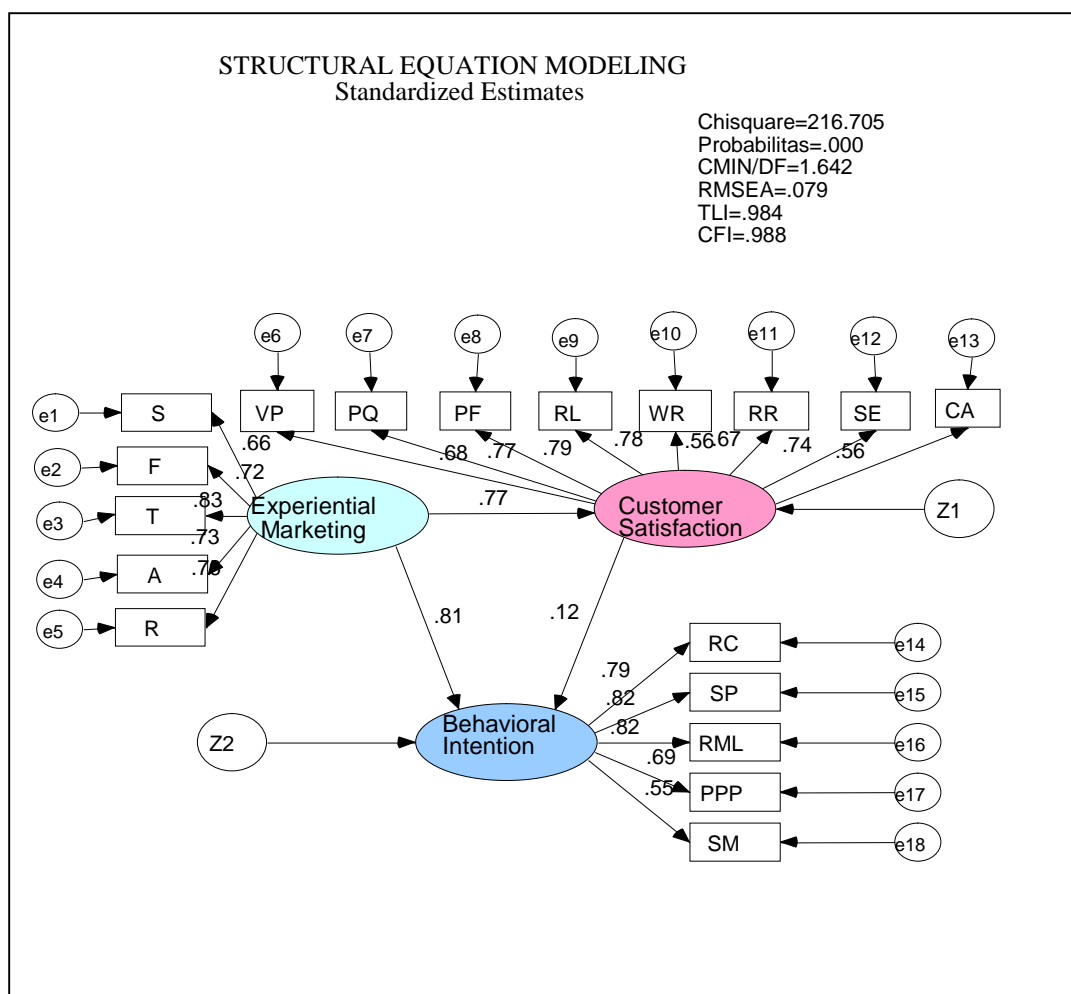 STRUCTURAL EQUATION MODELING
Standardized Estimates
Chisquare=216.705
Probabilitas=.000
CMIN/DF=1.642
RMSEA=.079
TLI=.984
CFI=.988
e6
e7
e8
e9
e10
e11
e12
e13
e1
S
VP
PQ
PF
RL
WR
RR
SE
CA
.66
.68
.77
.79
.78
.56
.67
.74
.56
e2
F
.72
e3
T
.83
Experiential
Marketing
.77
Customer
Satisfaction
Z1
.73
e4
A
e5
R
.81
.12
RC
e14
.79
SP
e15
.82
Z2
Behavioral
Intention
.82
RML
e16
.69
PPP
e17
.55
SM
e18